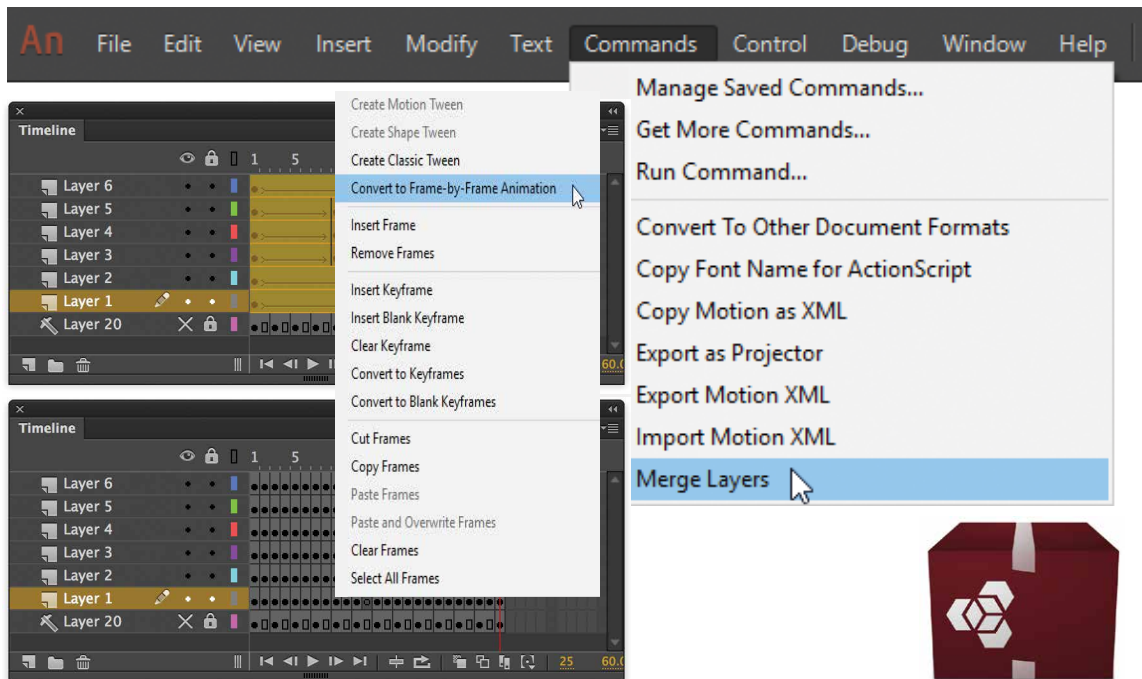 An File Edit View Insert Modify Text Commands Control Debug Window Help
Manage Saved Commands...
Get More Commands...
Run Command...
Convert To Other Document Formats
Copy Font Name for ActionScript
Copy Motion as XML
Export as Projector
Export Motion XML
Import Motion XML
Merge Layers
Timeline
1 5
Layer 6
Layer 5
Layer 4
Layer 3
Layer 2
Layer 1
Layer 20
60.0
Create Motion Tween
Create Shape Tween
Create Classic Tween
Convert to Frame-by-Frame Animation
Insert Frame
Remove Frames
Insert Keyframe
Insert Blank Keyframe
Clear Keyframe
Convert to Keyframes
Convert to Blank Keyframes
Cut Frames
Copy Frames
Paste Frames
Paste and Overwrite Frames
Clear Frames
Select All Frames
Timeline
1 5
Layer 6
Layer 5
Layer 4
Layer 3
Layer 2
Layer 1
Layer 20
25 60.0